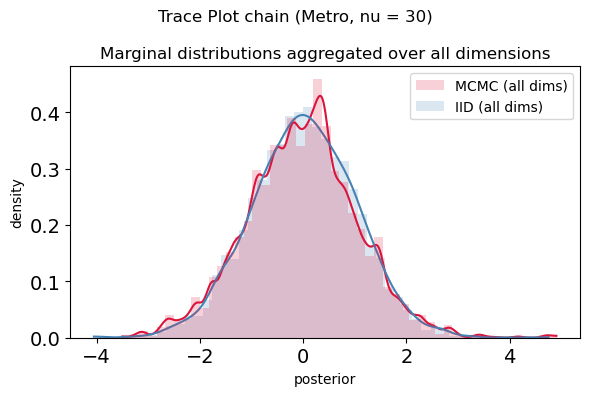 Trace Plot chain (Metro, nu = 30)
Marginal distributions aggregated over all dimensions
MCMC (all dims)
IID (all dims)
density
0.4
0.3
0.2
0.1
0.0
−4
−2
0
2
4
posterior